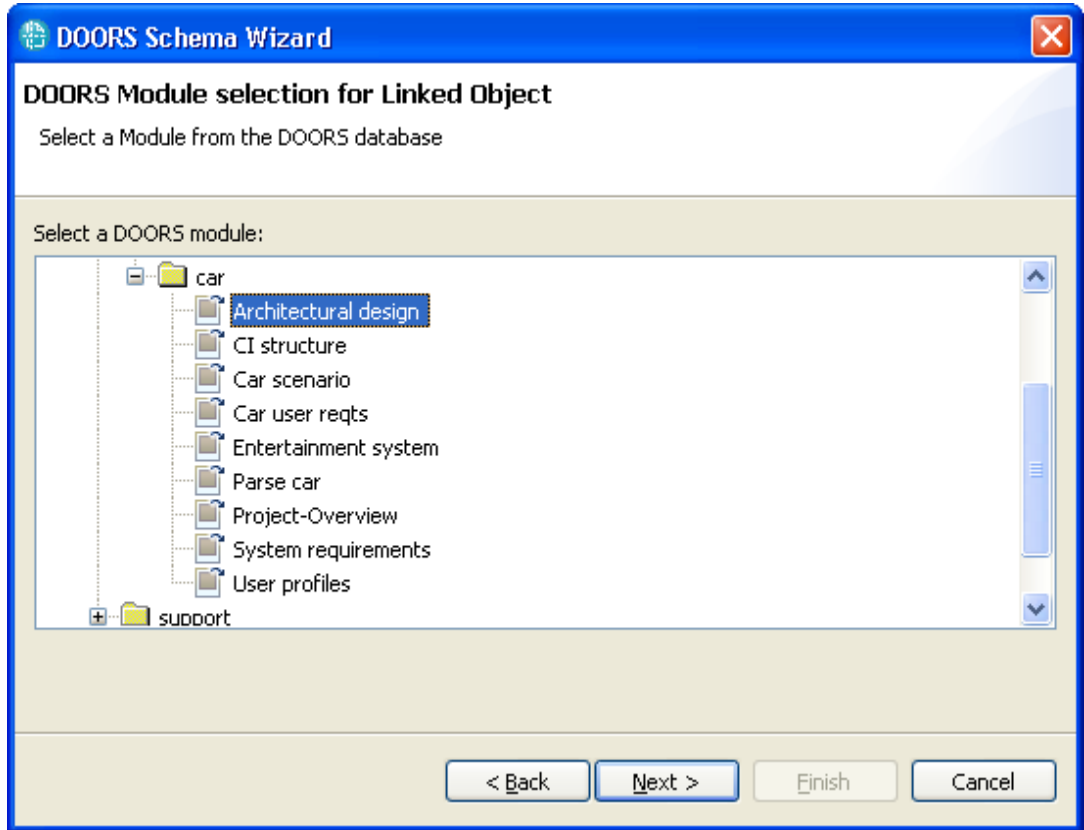 DOORS Schema Wizard
DOORS Module selection for Linked Object
Select a Module from the DOORS database
Select a DOORS module:
car
Architectural design
CI structure
Car scenario
Car user reqts
Entertainment system
Parse car
Project-Overview
System requirements
User profiles
support
< Back Next > Finish Cancel